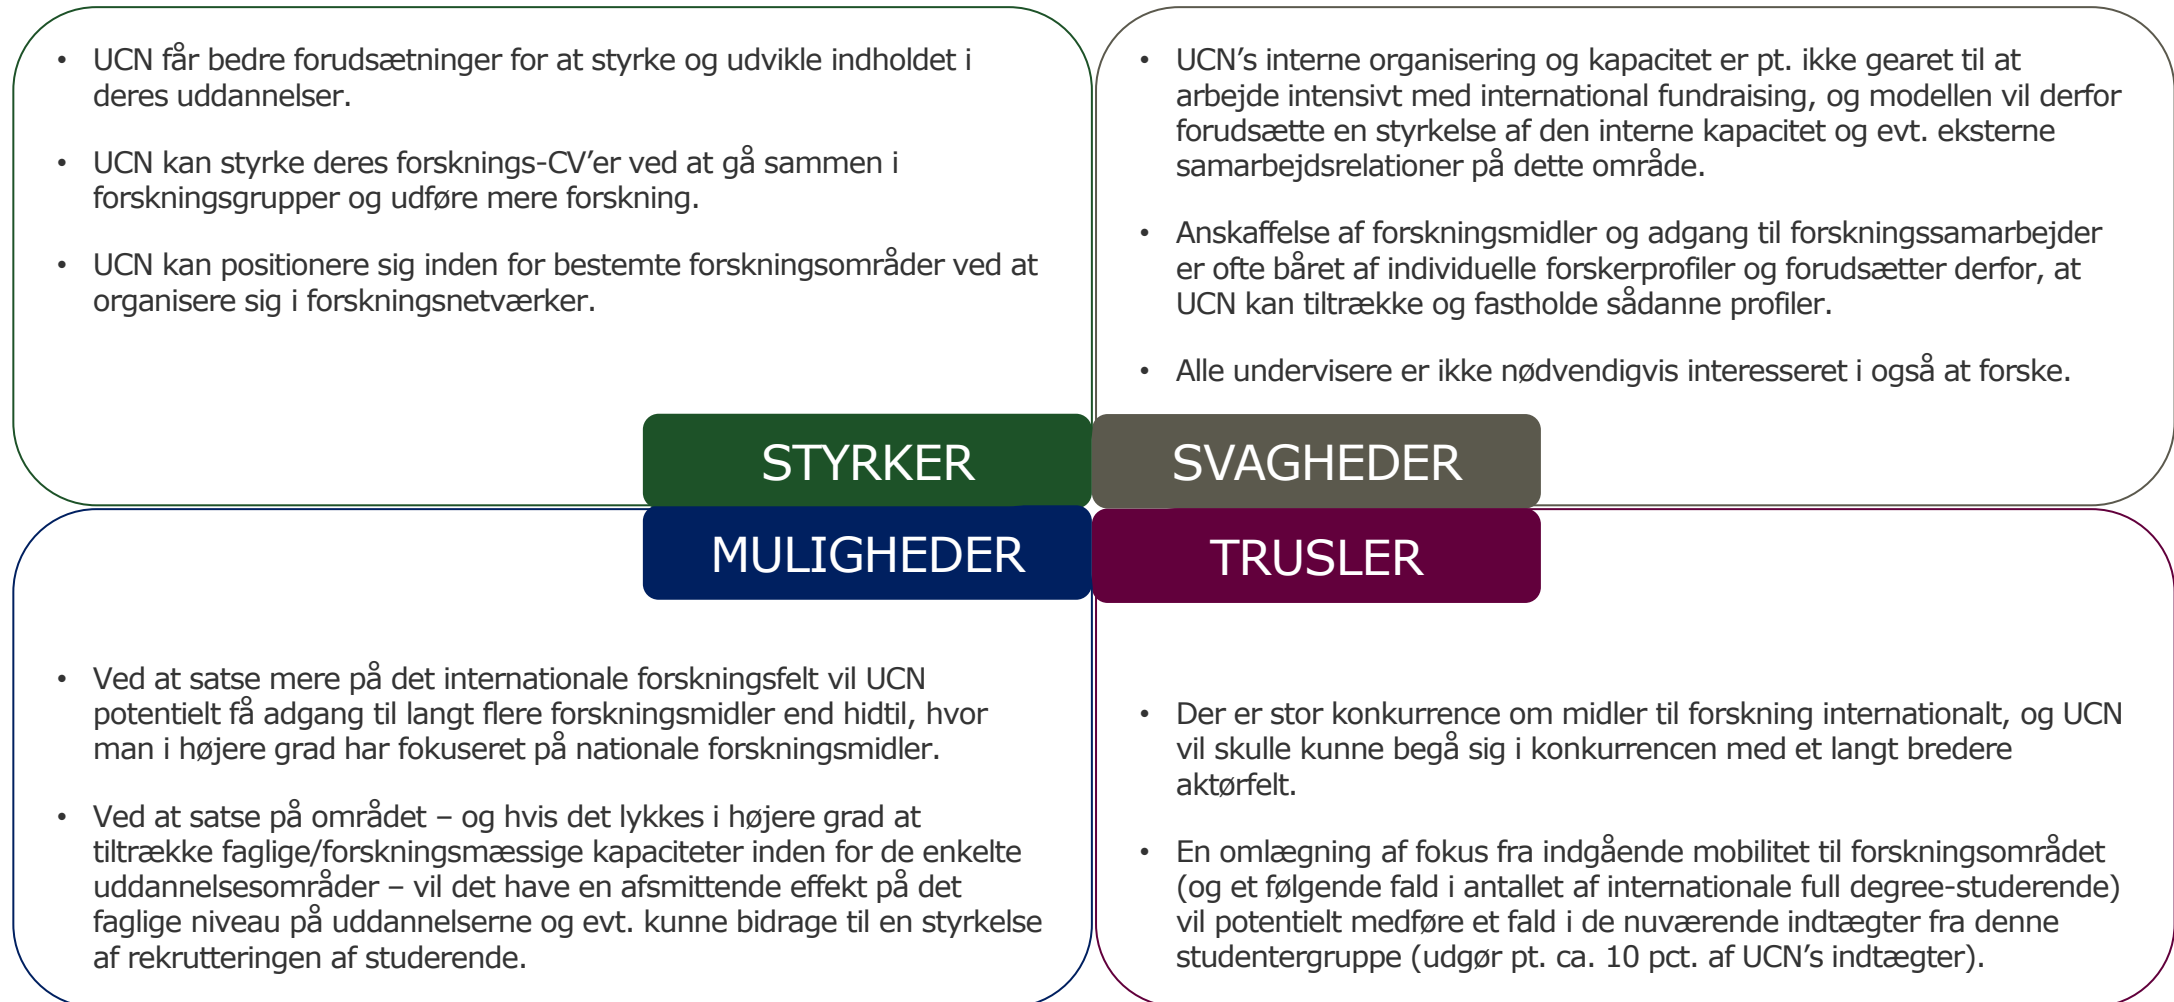 • UCN får bedre forudsætninger for at styrke og udvikle indholdet i
deres uddannelser.
• UCN kan styrke deres forsknings-CV’er ved at gå sammen i
forskningsgrupper og udføre mere forskning.
• UCN kan positionere sig inden for bestemte forskningsområder ved at
organisere sig i forskningsnetværker.
• UCN’s interne organisering og kapacitet er pt. ikke gearet til at
arbejde intensivt med international fundraising, og modellen vil derfor
forudsætte en styrkelse af den interne kapacitet og evt. eksterne
samarbejdsrelationer på dette område.
• Anskaffelse af forskningsmidler og adgang til forskningssamarbejder
er ofte båret af individuelle forskerprofiler og forudsætter derfor, at
UCN kan tiltrække og fastholde sådanne profiler.
• Alle undervisere er ikke nødvendigvis interesseret i også at forske.
STYRKER
SVAGHEDER
MULIGHEDER
TRUSLER
• Ved at satse mere på det internationale forskningsfelt vil UCN
potentielt få adgang til langt flere forskningsmidler end hidtil, hvor
man i højere grad har fokuseret på nationale forskningsmidler.
• Ved at satse på området – og hvis det lykkes i højere grad at
tiltrække faglige/forskningsmæssige kapaciteter inden for de enkelte
uddannelsesområder – vil det have en afsmittende effekt på det
faglige niveau på uddannelserne og evt. kunne bidrage til en styrkelse
af rekrutteringen af studerende.
• Der er stor konkurrence om midler til forskning internationalt, og UCN
vil skulle kunne begå sig i konkurrencen med et langt bredere
aktørfelt.
• En omlægning af fokus fra indgående mobilitet til forskningsområdet
(og et følgende fald i antallet af internationale full degree-studerende)
vil potentielt medføre et fald i de nuværende indtægter fra denne
studentergruppe (udgør pt. ca. 10 pct. af UCN’s indtægter).